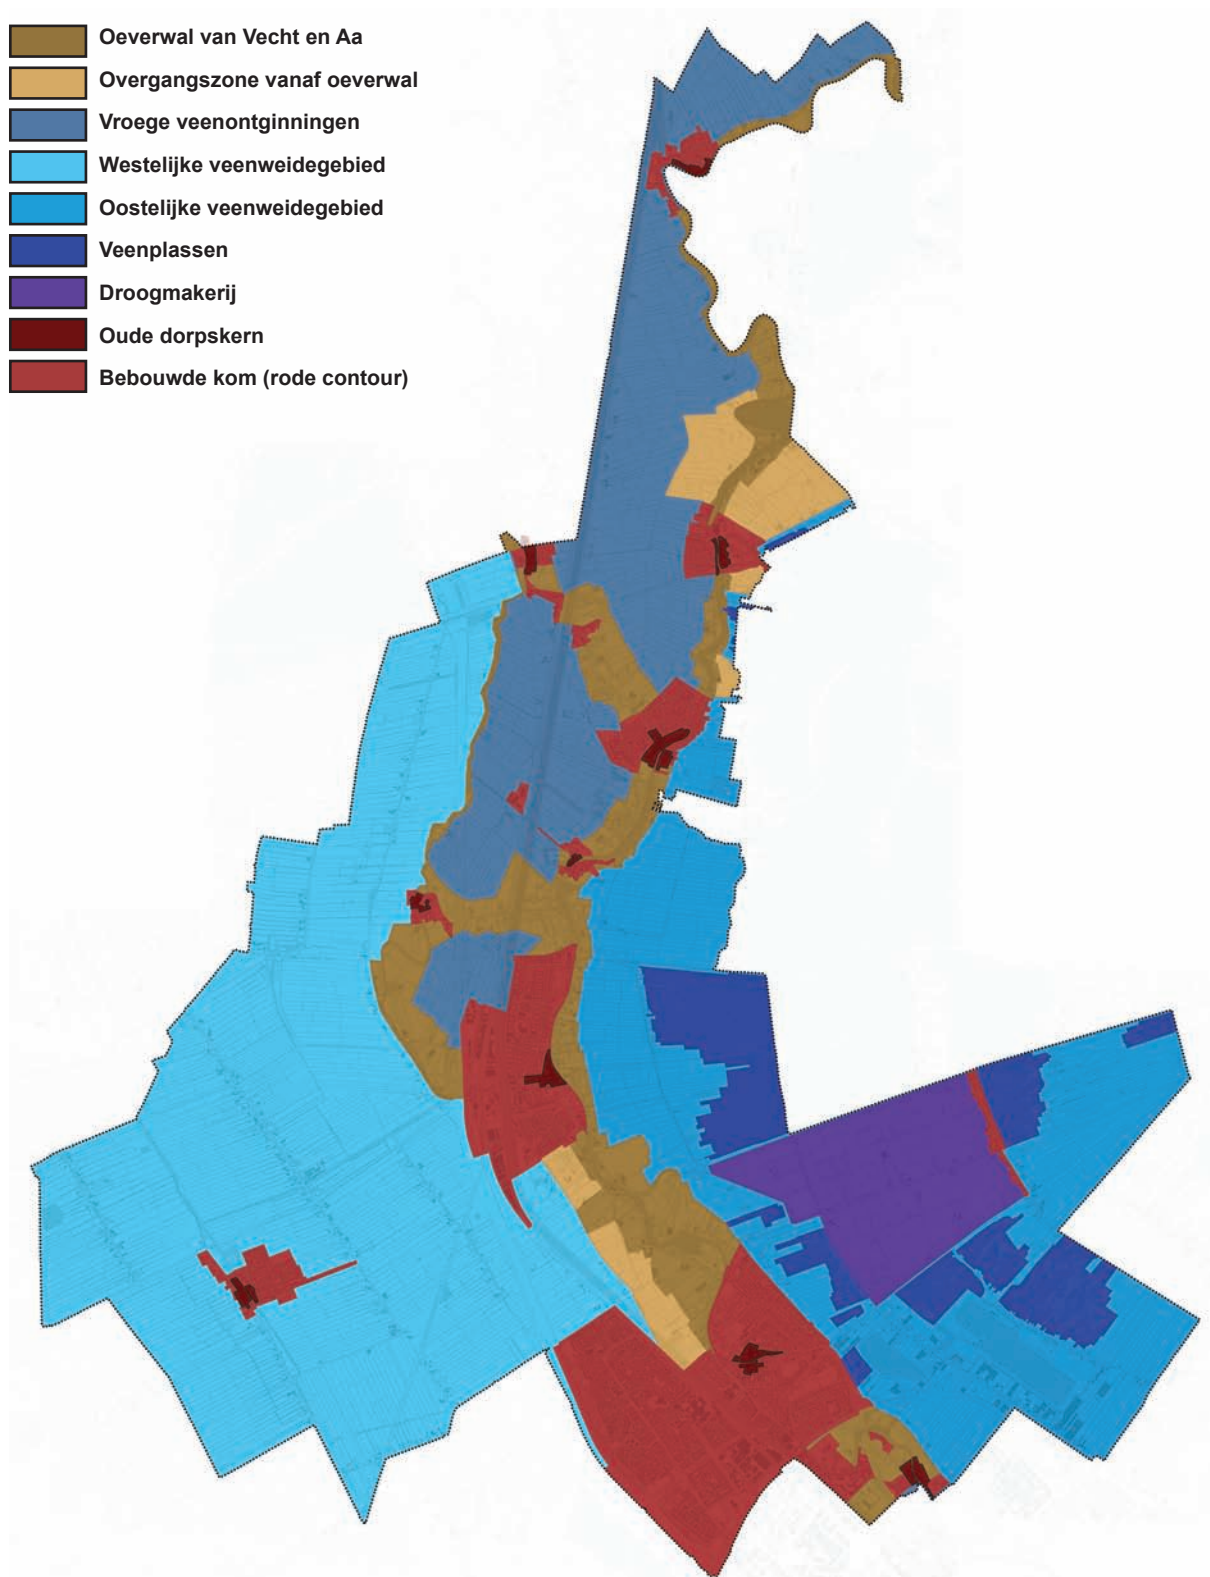 Oeverwal van Vecht en Aa
Overgangszone vanaf oeverwal
Vroege veenontginningen
Westelijke veenweidegebied
Oostelijke veenweidegebied
Veenplassen
Droogmakerij
Oude dorpskern
Bebouwde kom (rode contour)